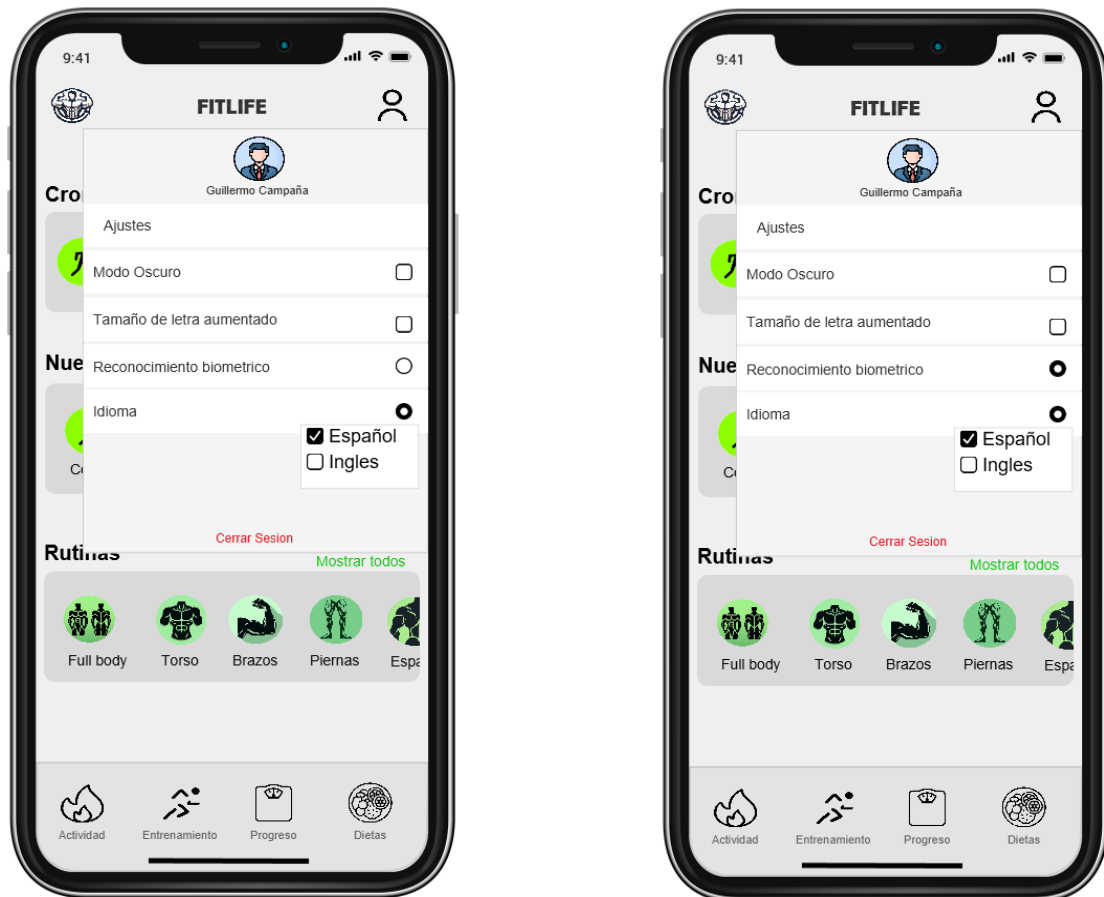 9:41
FITLIFE
Guillermo Campaña
Cro
Ajustes
Modo Oscuro
Tamaño de letra aumentado
Nue
Reconocimiento biometrico
Idioma
Español
Ingles
Cerrar Sesion
Rutinas
Mostrar todos
Full body Torso Brazos Piernas Espa
Actividad Entrenamiento Progreso Dietas
9:41
FITLIFE
Guillermo Campaña
Cro
Ajustes
Modo Oscuro
Tamaño de letra aumentado
Nue
Reconocimiento biometrico
Idioma
Español
Ingles
Cerrar Sesion
Rutinas
Mostrar todos
Full body Torso Brazos Piernas Espa
Actividad Entrenamiento Progreso Dietas